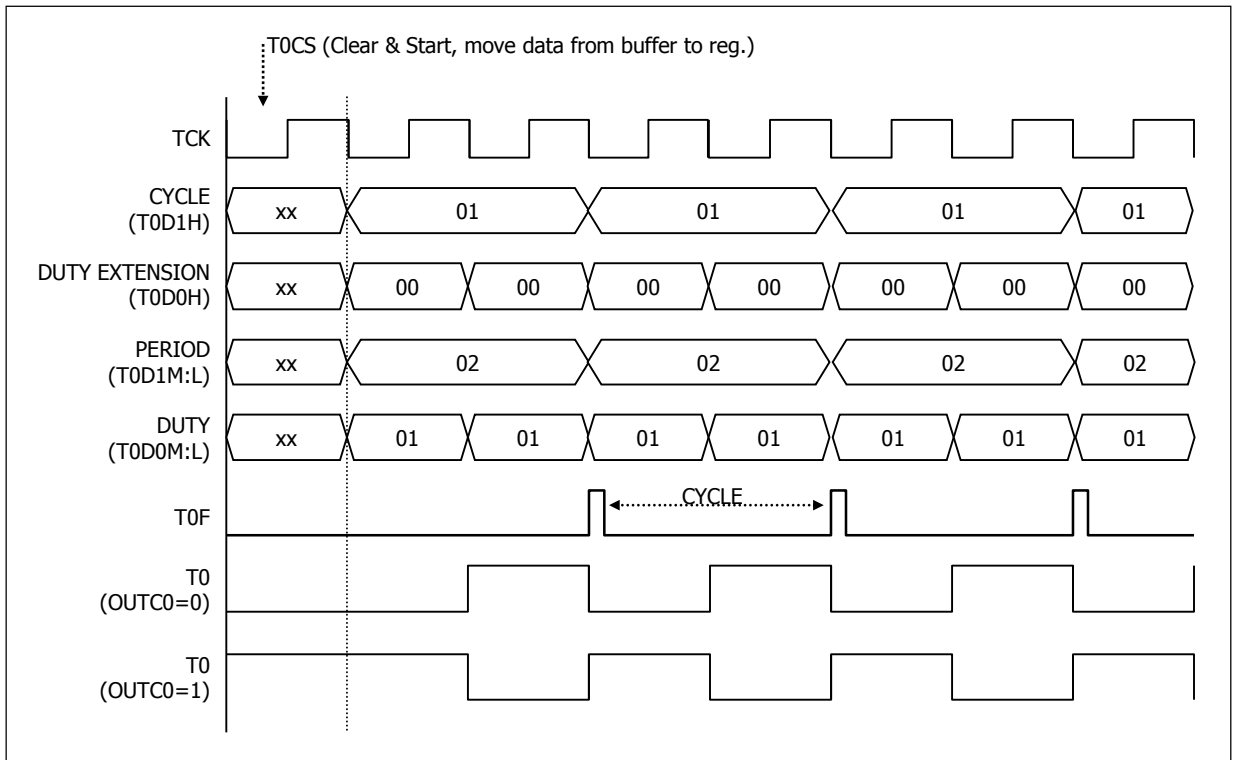 T0CS (Clear & Start, move data from buffer to reg.)
TCK
CYCLE
(T0D1H)
xx 01 01 01 01
DUTY EXTENSION
(T0D0H)
xx 00 00 00 00 00 00 00
PERIOD
(T0D1M:L)
xx 02 02 02 02
DUTY
(T0D0M:L)
xx 01 01 01 01 01 01 01
T0F
CYCLE
T0
(OUTC0=0)
T0
(OUTC0=1)